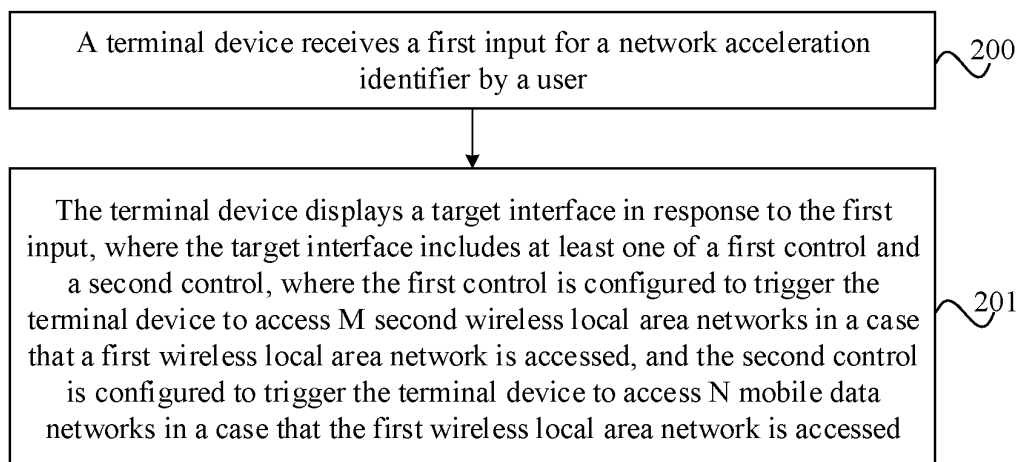 A terminal device receives a first input for a network acceleration
identifier by a user
200
The terminal device displays a target interface in response to the first
input, where the target interface includes at least one of a first control and
a second control, where the first control is configured to trigger the
terminal device to access M second wireless local area networks in a case
that a first wireless local area network is accessed, and the second control
is configured to trigger the terminal device to access N mobile data
networks in a case that the first wireless local area network is accessed
201